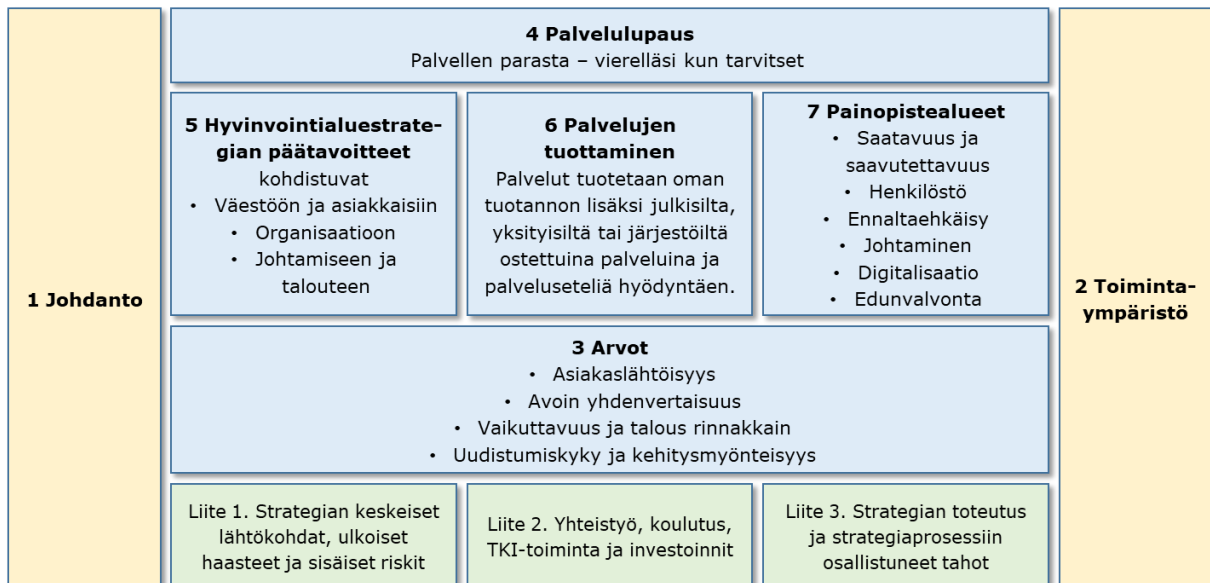 1 Johdanto
4 Palvelulupaus
Palvellen parasta – vierelläsi kun tarvitset
5 Hyvinvointialuestrate-
gian päätavoitteet
kohdistuvat
• Väestöön ja asiakkaisiin
• Organisaatioon
• Johtamiseen ja
talouteen
6 Palvelujen
tuottaminen
Palvelut tuotetaan oman
tuotannon lisäksi julkisilta,
yksityisiltä tai järjestöiltä
ostettuina palveluina ja
palveluseteliä hyödyntäen.
7 Painopistealueet
• Saatavuus ja
saavutettavuus
• Henkilöstö
• Ennaltaehkäisy
• Johtaminen
• Digitalisaatio
• Edunvalvonta
3 Arvot
• Asiakaslähtöisyys
• Avoin yhdenvertaisuus
• Vaikuttavuus ja talous rinnakkain
• Uudistumiskyky ja kehitysmyönteisyys
Liite 1. Strategian keskeiset
lähtökohdat, ulkoiset
haasteet ja sisäiset riskit
Liite 2. Yhteistyö, koulutus,
TKI-toiminta ja investoinnit
Liite 3. Strategian toteutus
ja strategiaprosessiin
osallistuneet tahot
2 Toiminta-
ympäristö